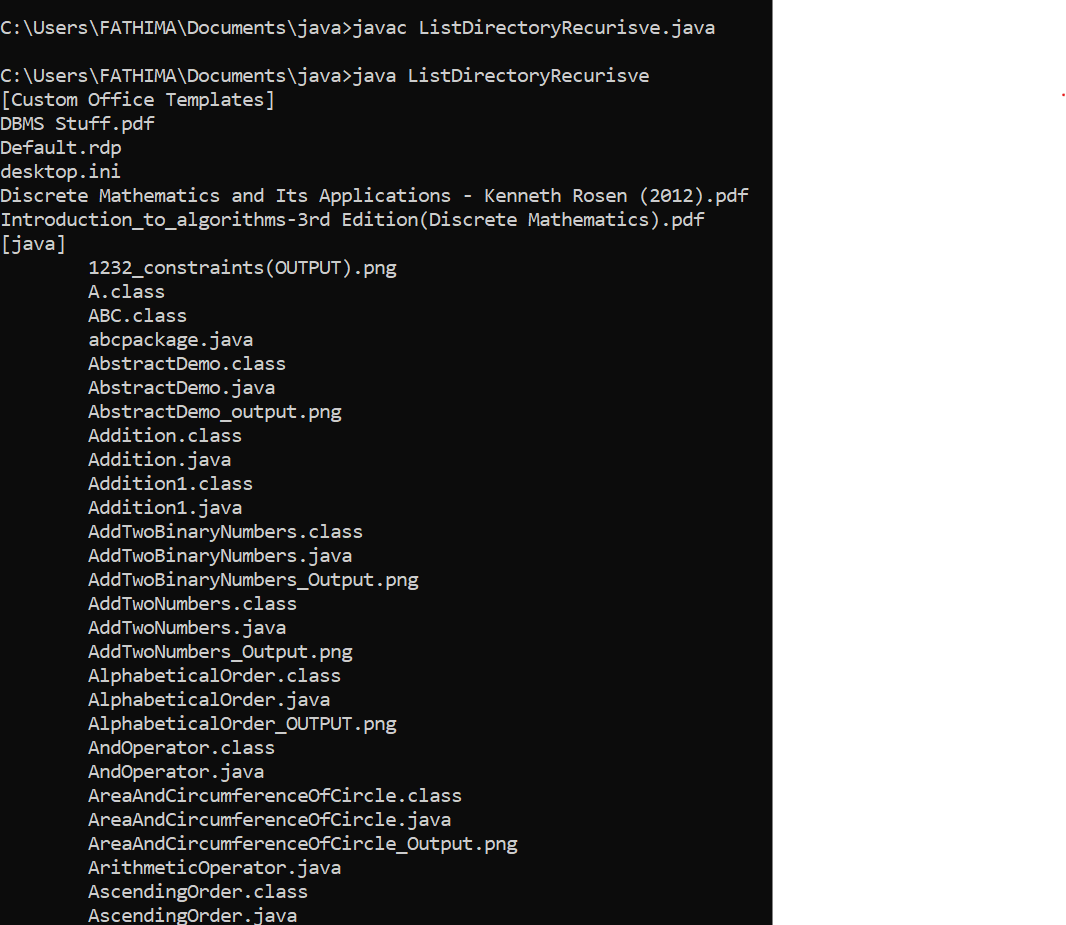 C:\Users\FATHIMA\Documents\java>javac ListDirectoryRecurisve.java
C:\Users\FATHIMA\Documents\java>java ListDirectoryRecurisve
[Custom Office Templates]
DBMS Stuff.pdf
Default.rdp
desktop.ini
Discrete Mathematics and Its Applications - Kenneth Rosen (2012).pdf
Introduction_to_algorithms-3rd Edition(Discrete Mathematics).pdf
[java]
1232_constraints(OUTPUT).png
A.class
ABC.class
abcpackage.java
AbstractDemo.class
AbstractDemo.java
AbstractDemo_output.png
Addition.class
Addition.java
Addition1.class
Addition1.java
AddTwoBinaryNumbers.class
AddTwoBinaryNumbers.java
AddTwoBinaryNumbers_Output.png
AddTwoNumbers.class
AddTwoNumbers.java
AddTwoNumbers_Output.png
AlphabeticalOrder.class
AlphabeticalOrder.java
AlphabeticalOrder_OUTPUT.png
AndOperator.class
AndOperator.java
AreaAndCircumferenceOfCircle.class
AreaAndCircumferenceOfCircle.java
AreaAndCircumferenceOfCircle_Output.png
ArithmeticOperator.java
AscendingOrder.class
AscendingOrder.java